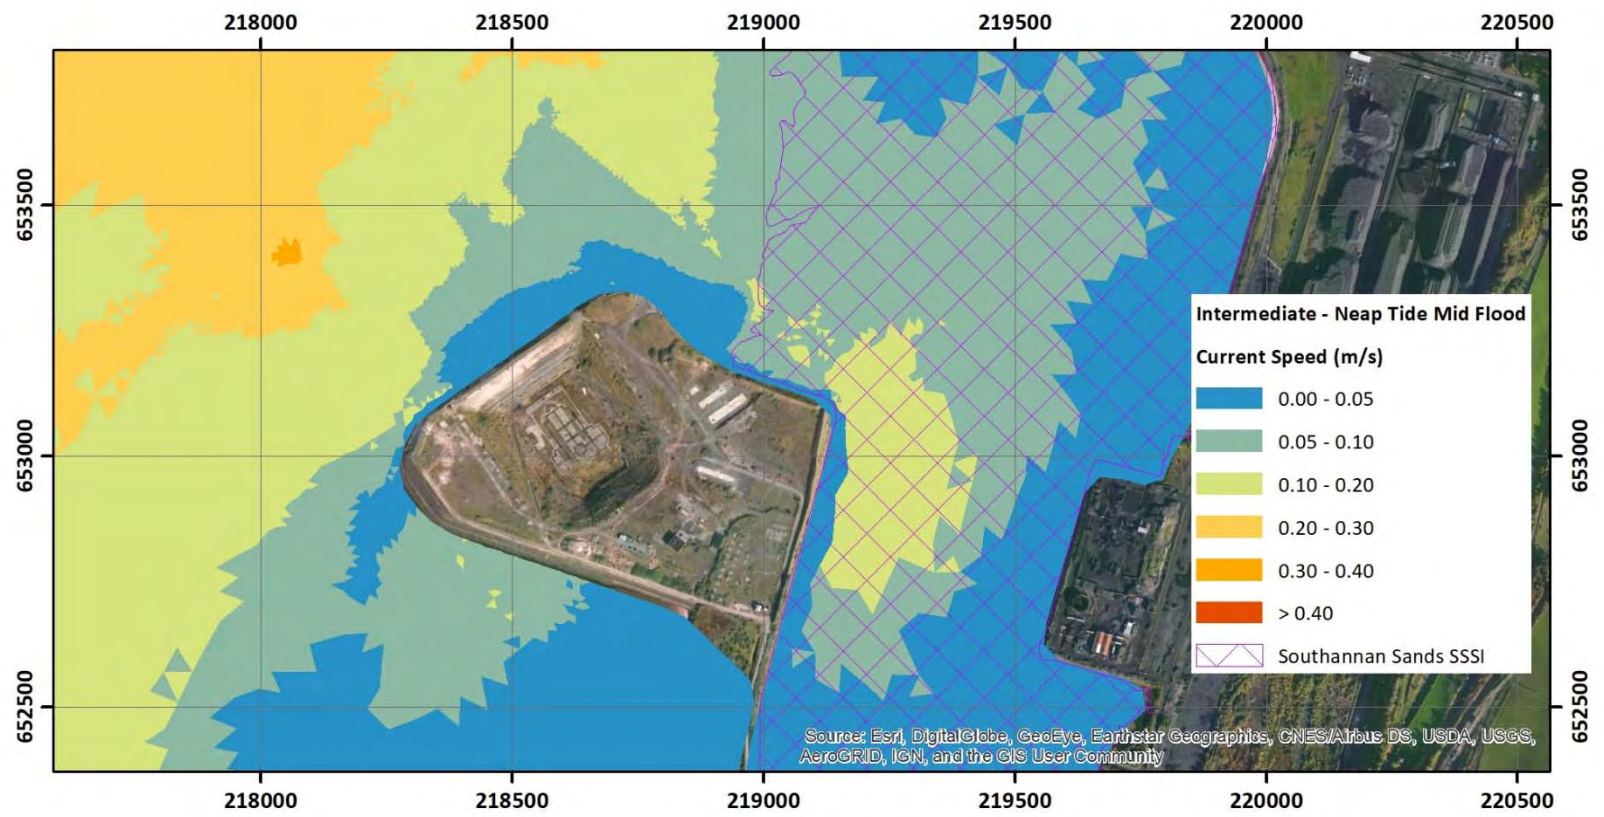 218000 218500 219000 219500 220000 220500
653500 653500
Intermediate - Neap Tide Mid Flood
Current Speed (m/s)
0.00 - 0.05
0.05 - 0.10
653000 653000
0.10 - 0.20
0.20 - 0.30
0.30 - 0.40
> 0.40
Southannan Sands SSSI
652500 652500
Source: Esri, DigitalGlobe, GeoEye, Earthstar Geographics, CNES/Airbus DS, USDA, USGS,
AeroGRID, IGN, and the GIS User Community
218000 218500 219000 219500 220000 220500